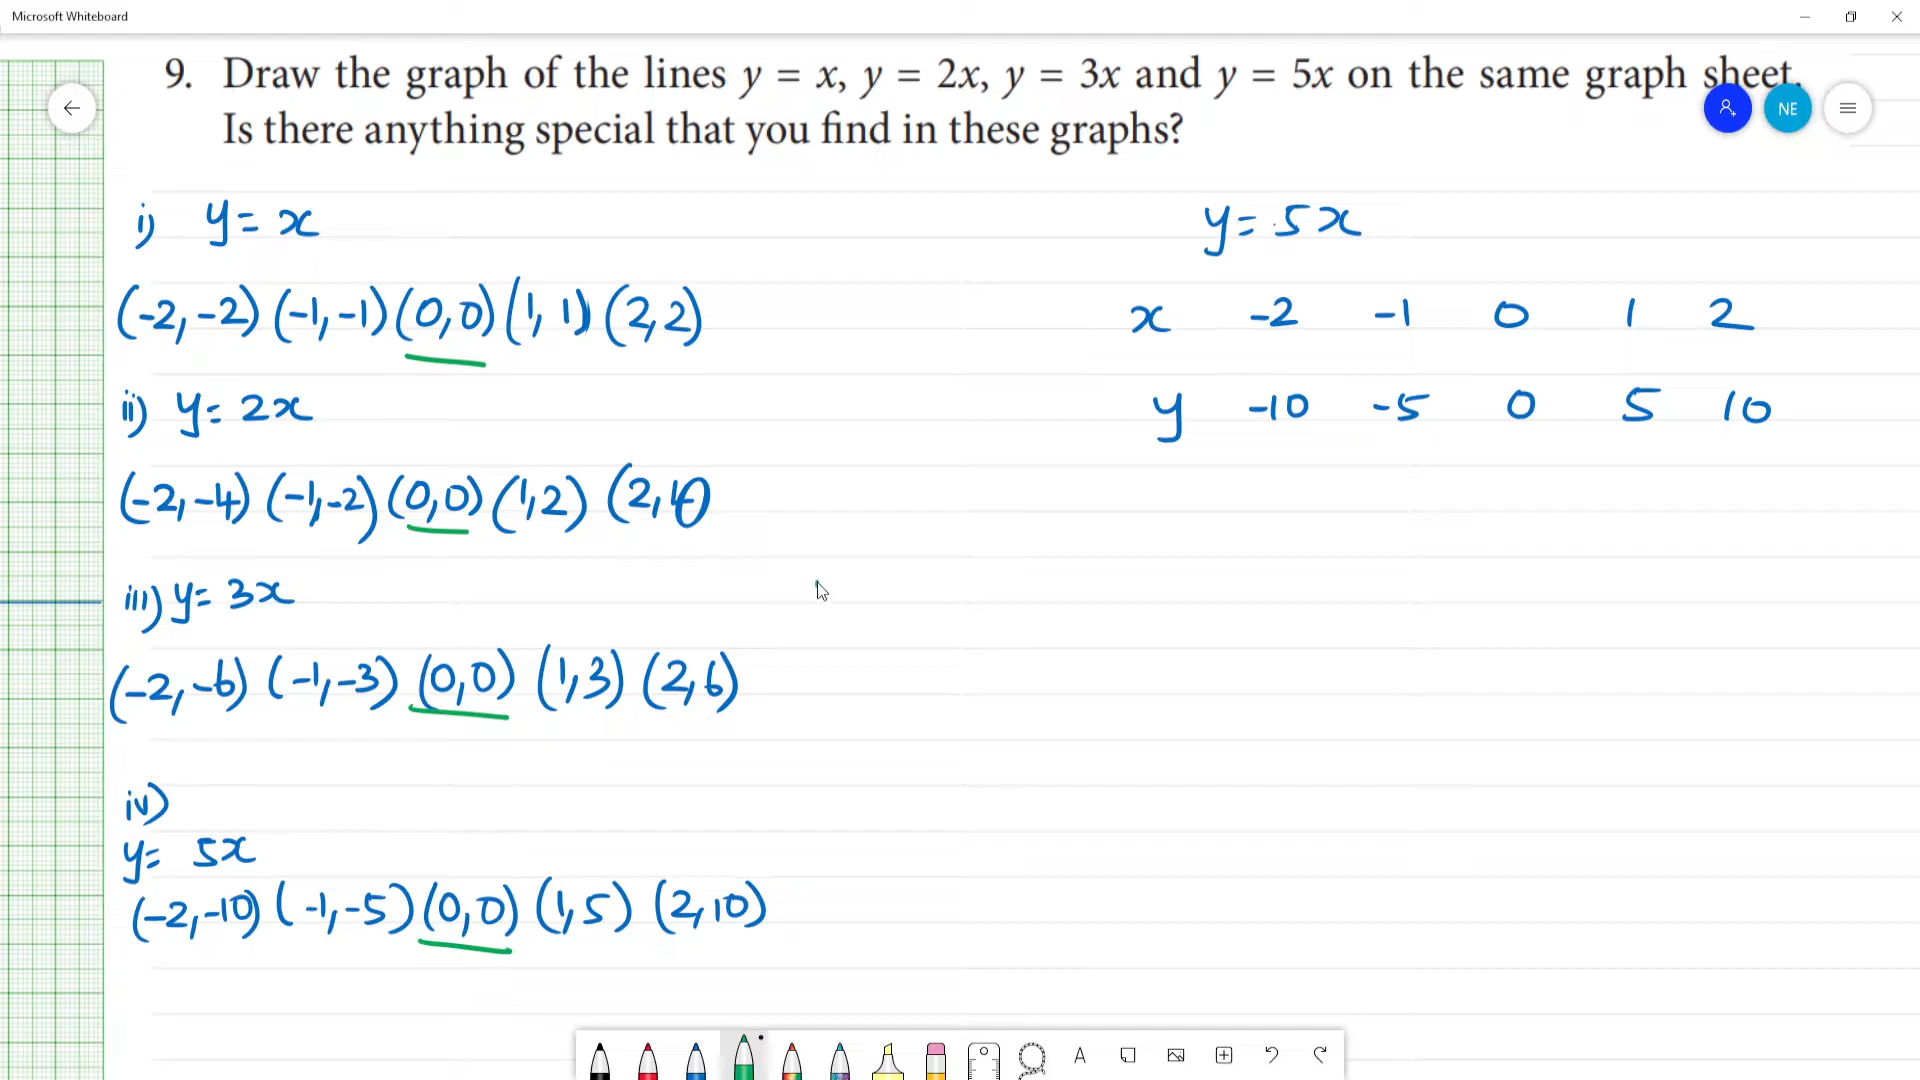 Microsoft Whiteboard
9. Draw the graph of the lines y = x, y = 2x, y = 3x and y = 5x on the same graph sheet.
Is there anything special that you find in these graphs?
NE
i) y = x
(-2, -2) (-1, -1) (0, 0) (1, 1) (2, 2)
ii) y = 2x
(-2, -4) (-1, -2) (0, 0) (1, 2) (2, 4)
iii) y = 3x
(-2, -6) (-1, -3) (0, 0) (1, 3) (2, 6)
iv)
y = 5x
(-2, -10) (-1, -5) (0, 0) (1, 5) (2, 10)
y = 5x
x -2 -1 0 1 2
y -10 -5 0 5 10
A